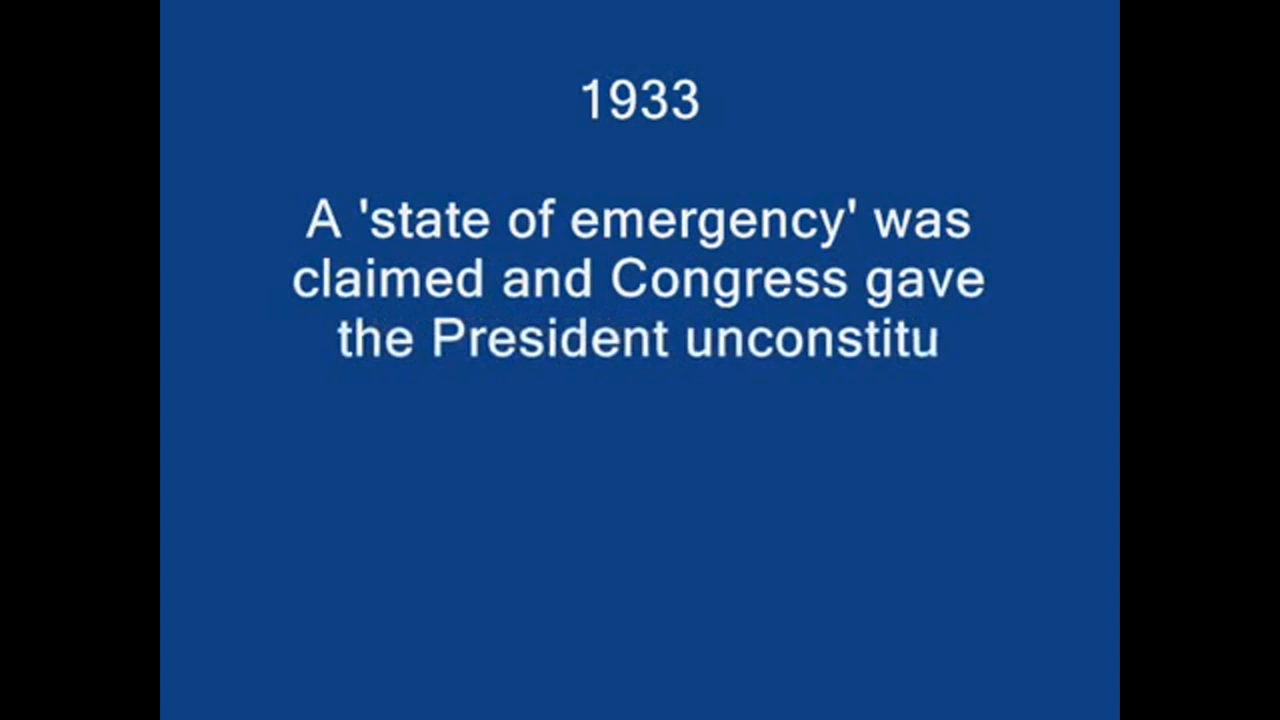 1933
A 'state of emergency' was
claimed and Congress gave
the President unconstitu